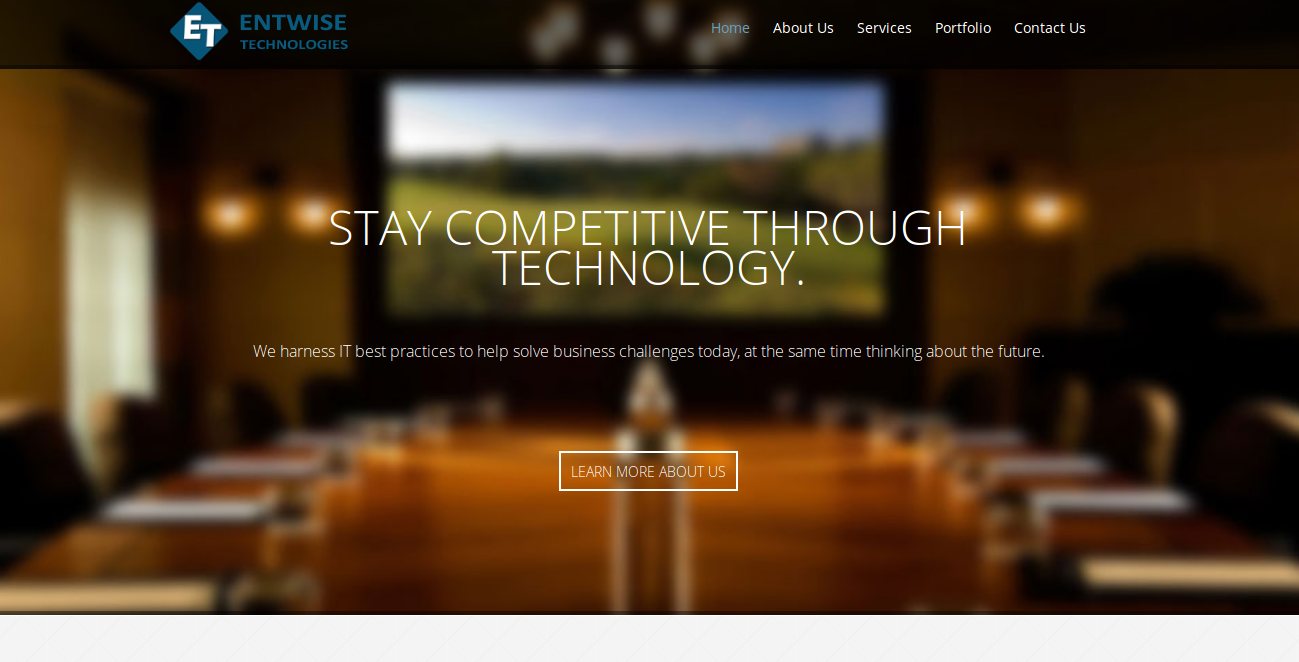 ET
ENTWISE
TECHNOLOGIES
Home About Us Services Portfolio Contact Us
STAY COMPETITIVE THROUGH
TECHNOLOGY.
We harness IT best practices to help solve business challenges today, at the same time thinking about the future.
LEARN MORE ABOUT US